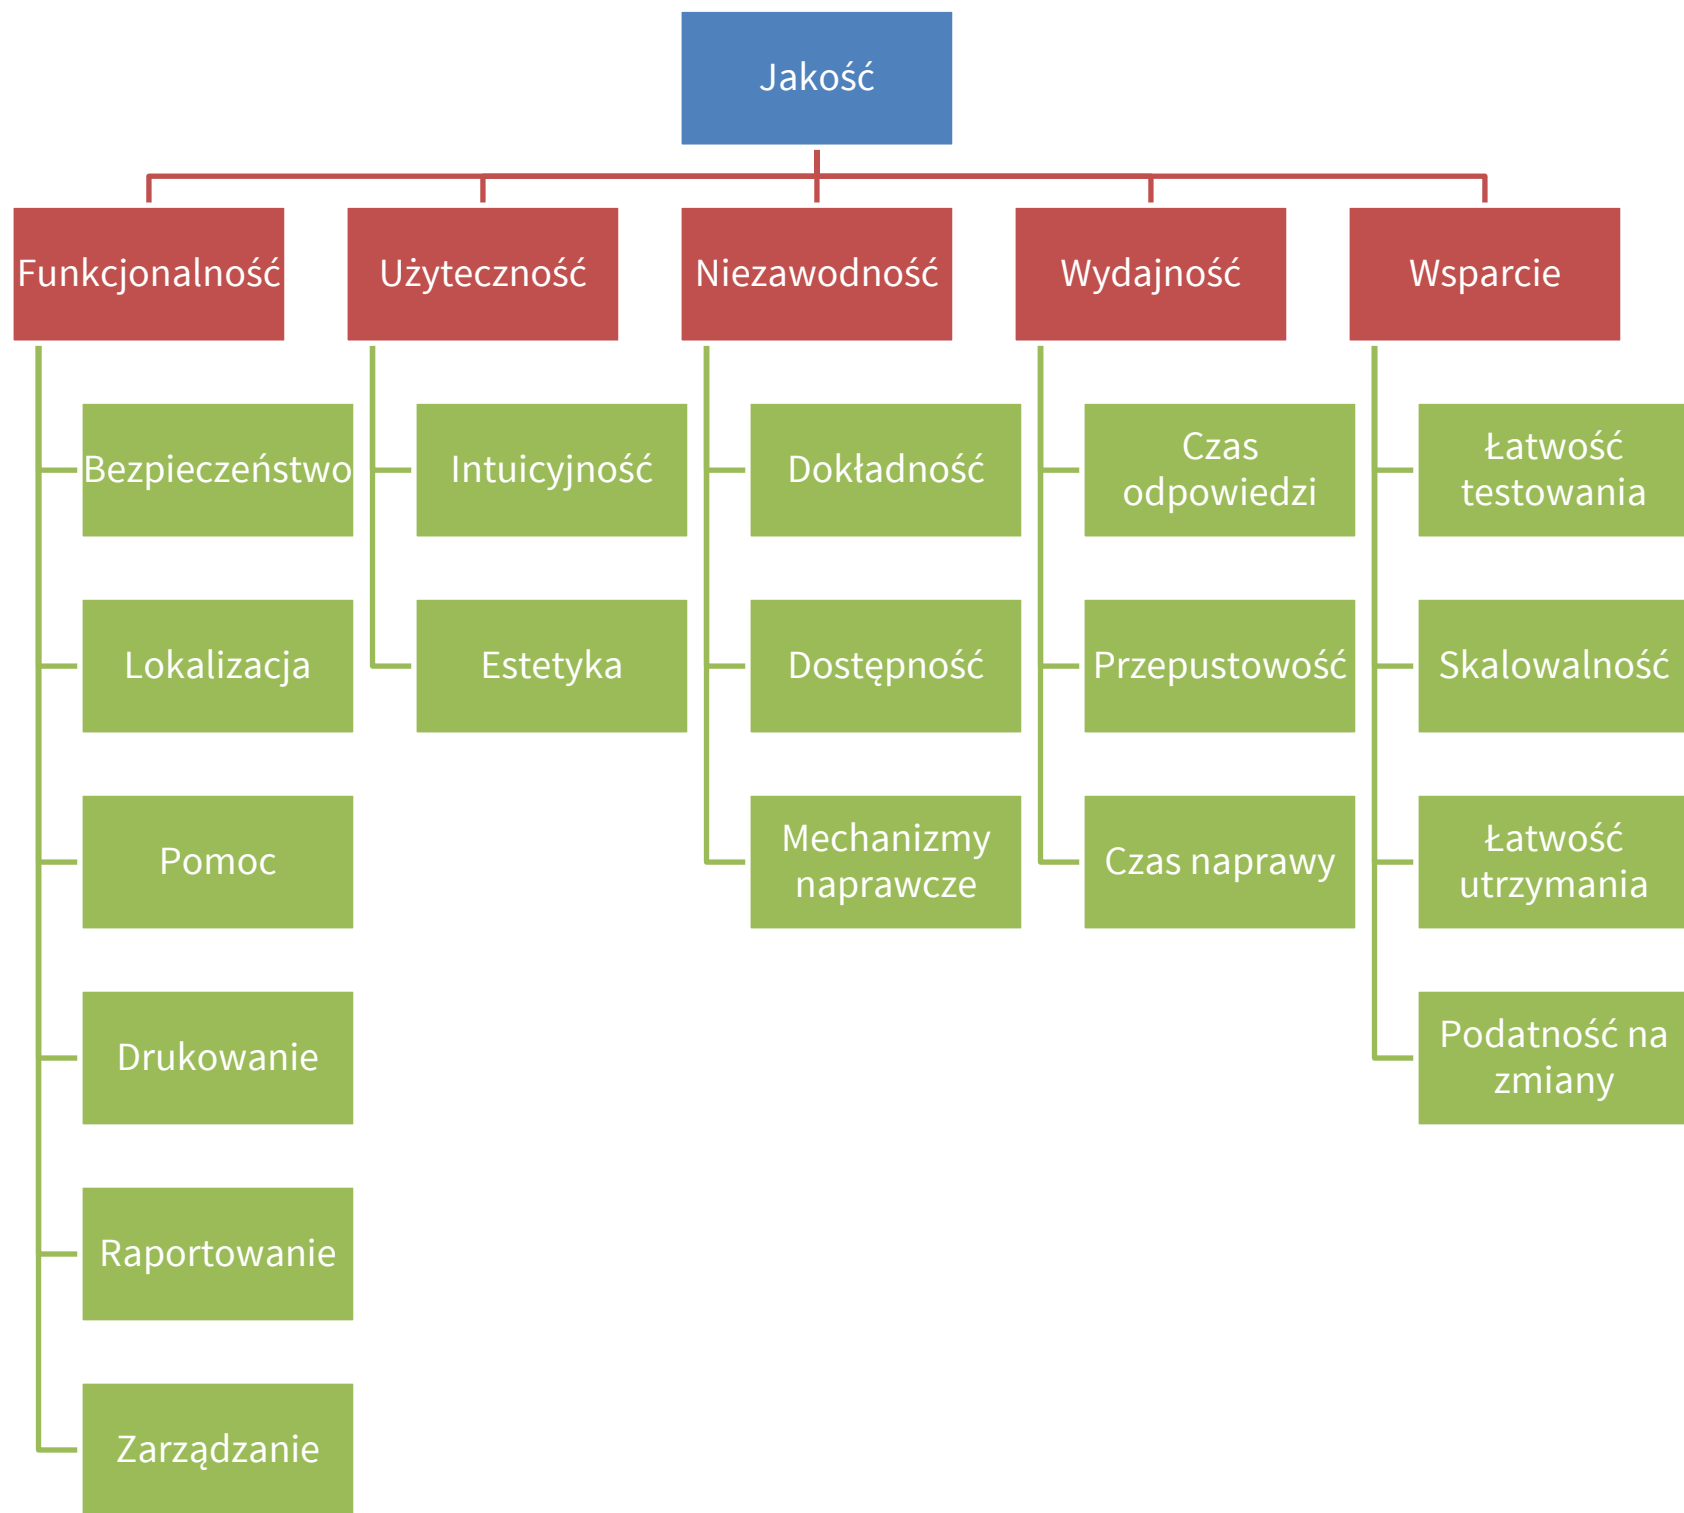 Jakość
Funkcjonalność
Bezpieczeństwo
Lokalizacja
Pomoc
Drukowanie
Raportowanie
Zarządzanie
Użyteczność
Intuicyjność
Estetyka
Niezawodność
Dokładność
Dostępność
Mechanizmy
naprawcze
Wydajność
Czas
odpowiedzi
Przepustowość
Czas naprawy
Wsparcie
Łatwość
testowania
Skalowalność
Łatwość
utrzymania
Podatność na
zmiany